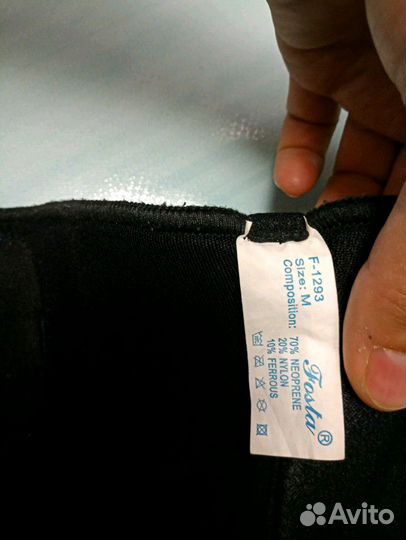 F-1293
Size: M
Composition: 70% NEOPRENE
20% NYLON
10% FERROUS
Fosta®
Avito